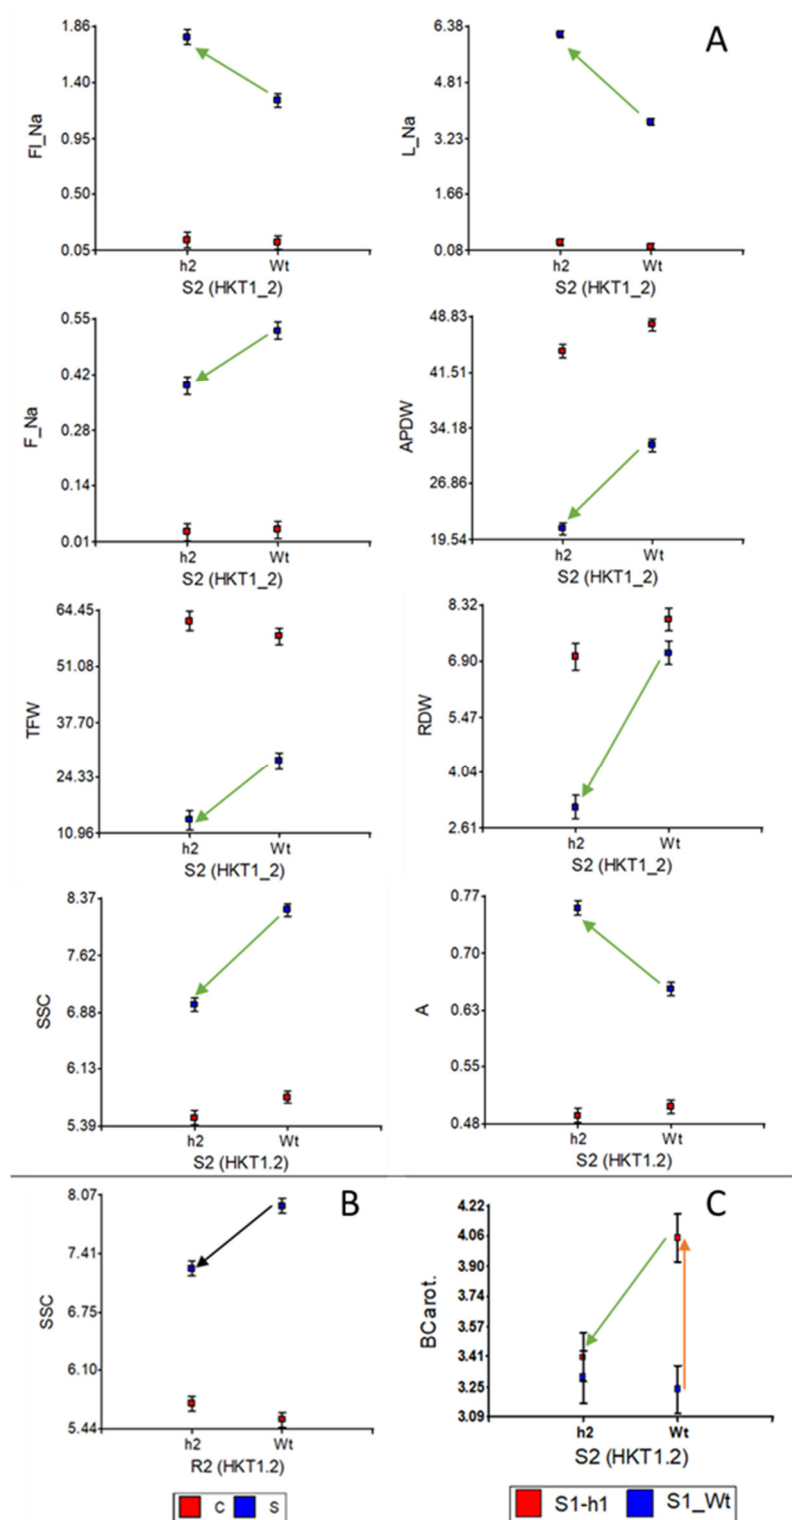 A
1.86
1.40
0.95
0.50
0.05
Fl_Na
h2 Wt
S2 (HKT1_2)
6.38
4.81
3.23
1.66
0.08
L_Na
h2 Wt
S2 (HKT1_2)
0.55
0.42
0.28
0.14
0.01
F_Na
h2 Wt
S2 (HKT1_2)
48.83
41.51
34.18
26.86
19.54
APDW
h2 Wt
S2 (HKT1_2)
64.45
51.08
37.70
24.33
10.96
TFW
h2 Wt
S2 (HKT1_2)
8.32
6.90
5.47
4.04
2.61
RDW
h2 Wt
S2 (HKT1_2)
8.37
7.62
6.88
6.13
5.39
SSC
h2 Wt
S2 (HKT1.2)
0.77
0.70
0.63
0.55
0.48
A
h2 Wt
S2 (HKT1.2)
B
8.07
7.41
6.75
6.10
5.44
SSC
h2 Wt
R2 (HKT1.2)
C S
C
4.22
4.06
3.90
3.74
3.57
3.41
3.25
3.09
BCarot.
h2 Wt
S2 (HKT1.2)
S1-h1 S1_Wt